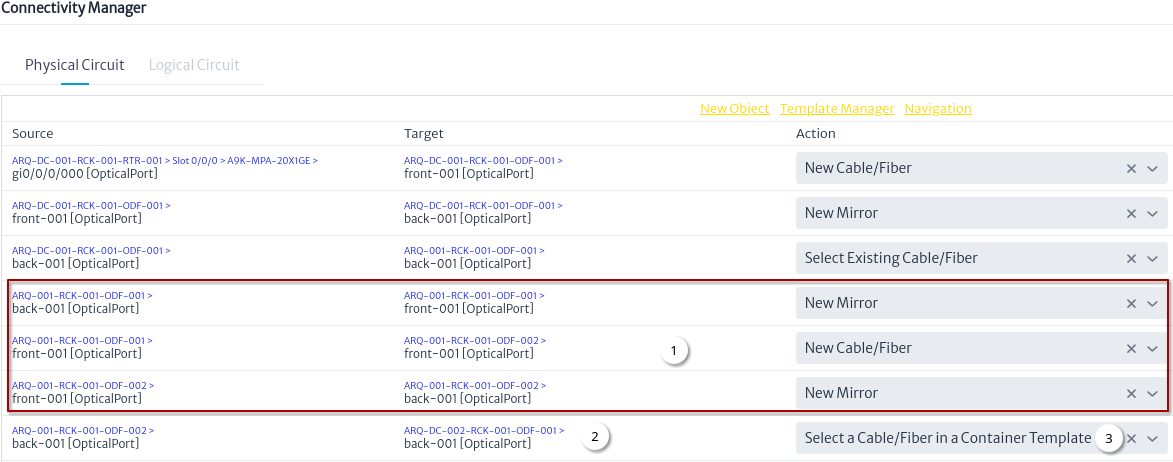 Connectivity Manager
Physical Circuit Logical Circuit
New Object Template Manager Navigation
Source Target Action
ARQ-DC-001-RCK-001-RTR-001 > Slot 0/0/0 > A9K-MPA-20X1GE > ARQ-DC-001-RCK-001-ODF-001 >
gi0/0/0/000 [OpticalPort] front-001 [OpticalPort] New Cable/Fiber
ARQ-DC-001-RCK-001-ODF-001 > ARQ-DC-001-RCK-001-ODF-001 >
front-001 [OpticalPort] back-001 [OpticalPort] New Mirror
ARQ-DC-001-RCK-001-ODF-001 > ARQ-001-RCK-001-ODF-001 >
back-001 [OpticalPort] back-001 [OpticalPort] Select Existing Cable/Fiber
ARQ-001-RCK-001-ODF-001 > ARQ-001-RCK-001-ODF-001 >
back-001 [OpticalPort] front-001 [OpticalPort] New Mirror
ARQ-001-RCK-001-ODF-001 > ARQ-001-RCK-001-ODF-002 >
front-001 [OpticalPort] front-001 [OpticalPort] 1 New Cable/Fiber
ARQ-001-RCK-001-ODF-002 > ARQ-001-RCK-001-ODF-002 >
front-001 [OpticalPort] back-001 [OpticalPort] New Mirror
ARQ-001-RCK-001-ODF-002 > ARQ-DC-002-RCK-001-ODF-001 >
back-001 [OpticalPort] back-001 [OpticalPort] 2 Select a Cable/Fiber in a Container Template 3